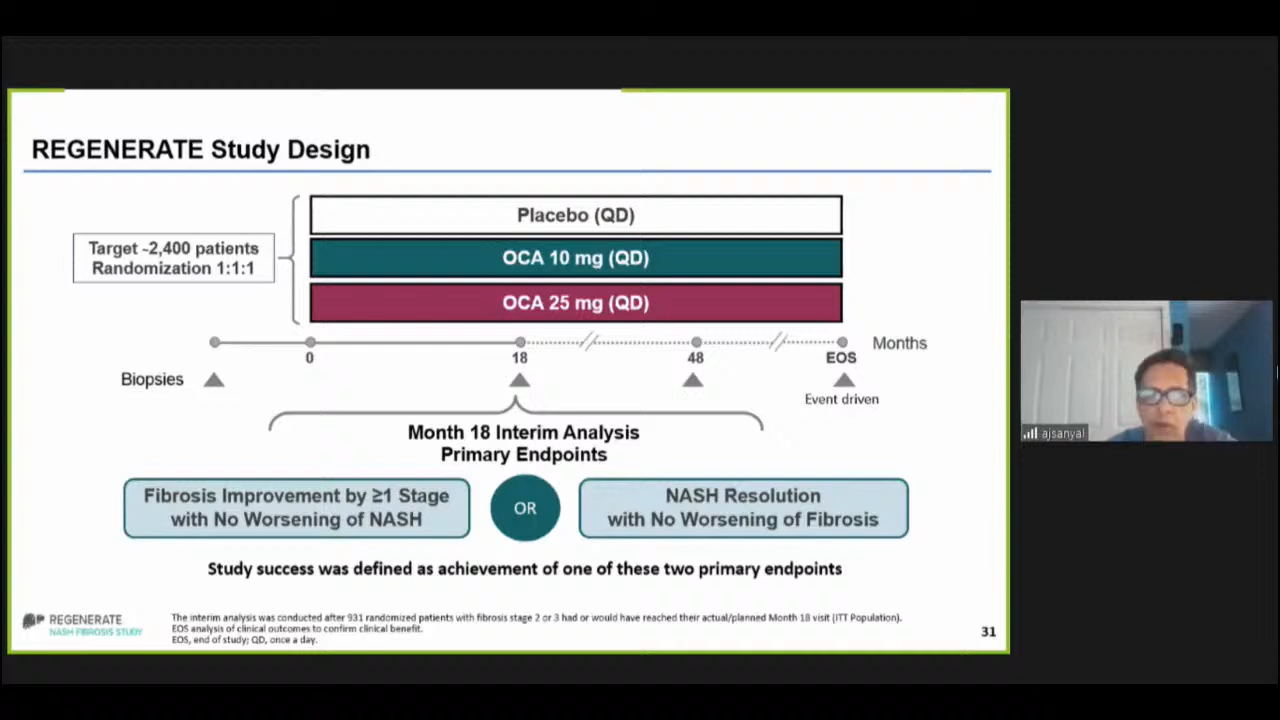 REGENERATE Study Design
Target ~2,400 patients
Randomization 1:1:1
Placebo (QD)
OCA 10 mg (QD)
OCA 25 mg (QD)
0
18
48
EOS
Months
Biopsies
Event driven
Month 18 Interim Analysis
Primary Endpoints
Fibrosis Improvement by ≥1 Stage
with No Worsening of NASH
OR
NASH Resolution
with No Worsening of Fibrosis
Study success was defined as achievement of one of these two primary endpoints
REGENERATE
NASH FIBROSIS STUDY
The interim analysis was conducted after 931 randomized patients with fibrosis stage 2 or 3 had or would have reached their actual/planned Month 18 visit (ITT Population).
EOS analysis of clinical outcomes to confirm clinical benefit.
EOS, end of study; QD, once a day.
31
ajsanyal